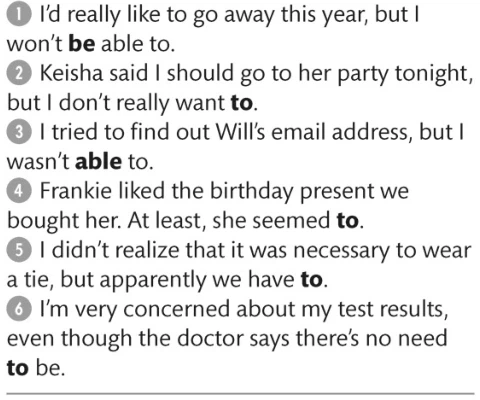 1 I'd really like to go away this year, but I
won't be able to.
2 Keisha said I should go to her party tonight,
but I don't really want to.
3 I tried to find out Will's email address, but I
wasn't able to.
4 Frankie liked the birthday present we
bought her. At least, she seemed to.
5 I didn't realize that it was necessary to wear
a tie, but apparently we have to.
6 I'm very concerned about my test results,
even though the doctor says there's no need
to be.